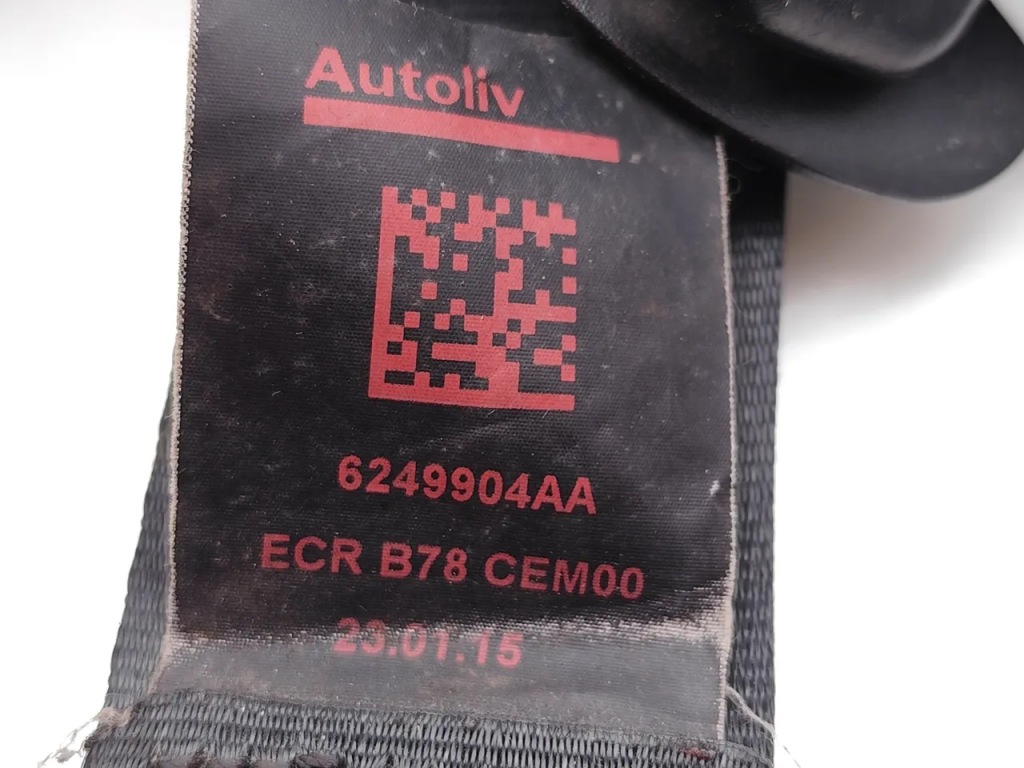 Autoliv
6249904AA
ECR B78 CEM00
23.01.15